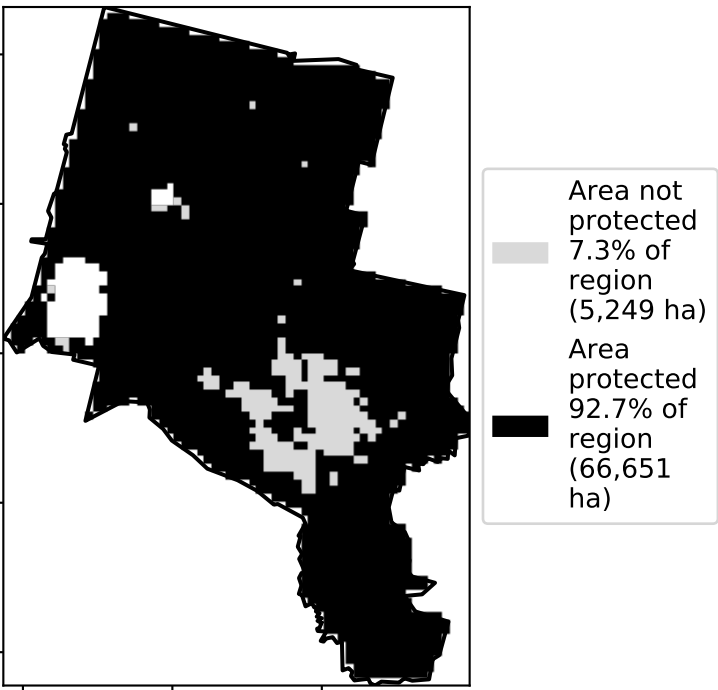 Area not
protected
7.3% of
region
(5,249 ha)
Area
protected
92.7% of
region
(66,651
ha)